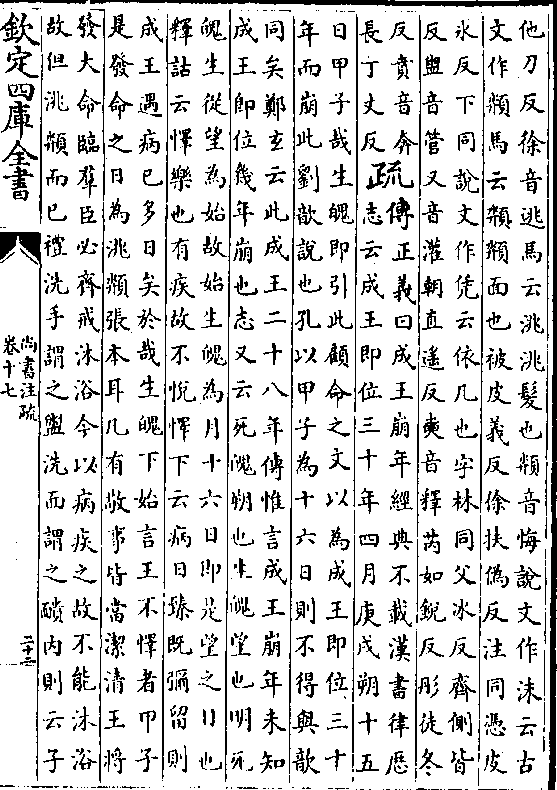 他刀反徐音逃馬云洮洮髮也頮音悔說文作沬云古
文作頮馬云頮頮面也被皮義反徐扶偽反注同憑皮
氷反下同說文作凭云依几也字林同父冰反齊側皆
反盥音管又音灌朝直遥反奭音釋芮如銳反彤徒冬
反賁音奔疏傳正義曰成王崩年經典不載漢書律歷
長丁丈反志云成王即位三十年四月庚戌朔十五
日甲子哉生魄即引此顧命之文以為成王即位三十
年而崩此劉歆說也孔以甲子為十六日則不得與歆
同矣鄭玄云此成王二十八年傳惟言成王崩年未知
成王即位幾年崩也志又云死魄朔也生魄望也明死
魄生從望為始故始生魄為月十六日即是望之日也
釋詁云懌樂也有疾故不悅懌下云病日臻既彌留則
成王遇病已多日矣於哉生魄下始言王不懌者甲子
是發命之日為洮頮張本耳凡有敬事皆當潔清王將
發大命臨羣臣必齊戒沐浴今以病疾之故不能沐浴
故但洮頮而已禮洗手謂之盥洗面謂之靧内則云子
欽定四庫全書
尚書注疏
卷十七
二十三